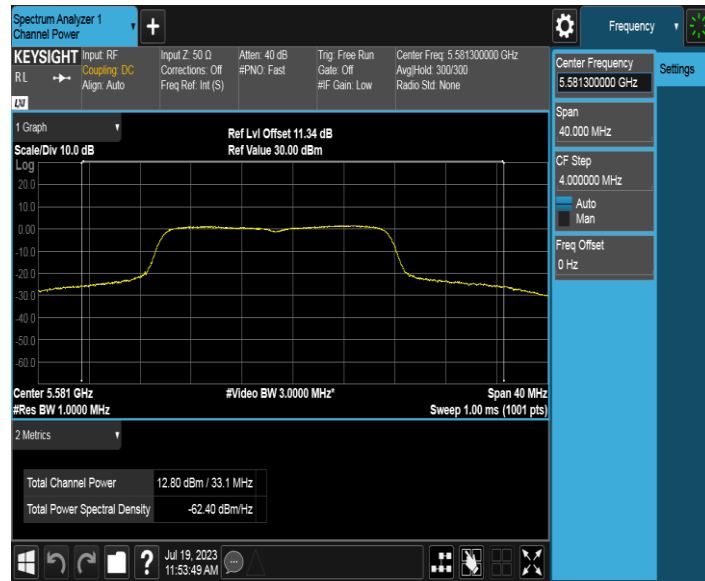 Spectrum Analyzer 1
Channel Power
+
Frequency
KEYSIGHT
RL
LXI
Input: RF
Coupling: DC
Align: Auto
Input Z: 50 Ω
Corrections: Off
Freq Ref: Int (S)
Atten: 40 dB
#PNO: Fast
Trig: Free Run
Gate: Off
#IF Gain: Low
Center Freq: 5.581300000 GHz
Avg|Hold: 300/300
Radio Std: None
Center Frequency
5.581300000 GHz
Settings
Span
40.000 MHz
CF Step
4.000000 MHz
Auto
Man
Freq Offset
0 Hz
1 Graph
Scale/Div 10.0 dB
Ref Lvl Offset 11.34 dB
Ref Value 30.00 dBm
Log
20.0
10.0
0.00
-10.0
-20.0
-30.0
-40.0
-50.0
-60.0
Center 5.581 GHz
#Res BW 1.0000 MHz
#Video BW 3.0000 MHz*
Span 40 MHz
Sweep 1.00 ms (1001 pts)
2 Metrics
Total Channel Power 12.80 dBm / 33.1 MHz
Total Power Spectral Density -62.40 dBm/Hz
?
Jul 19, 2023
11:53:49 AM